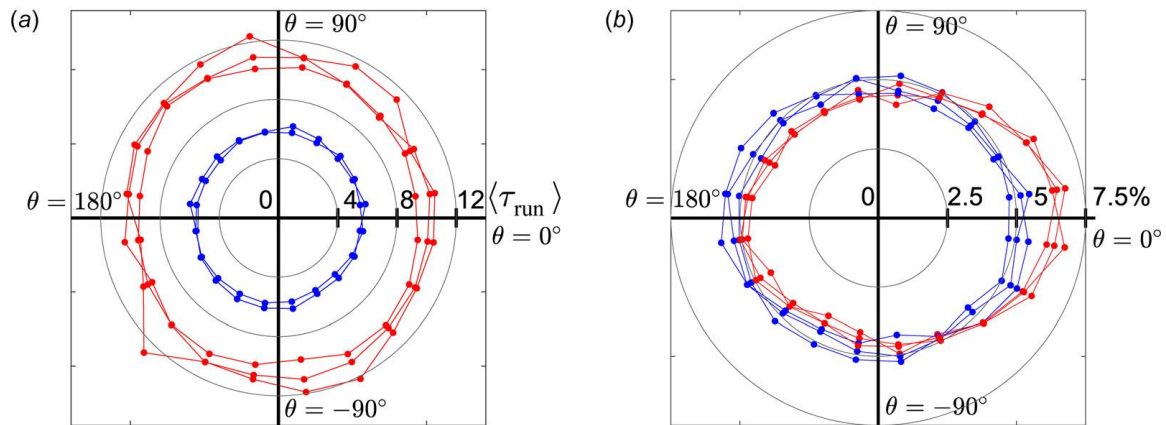 (a)
θ = 90°
θ = 180°
0 4 8 12 ⟨τrun⟩
θ = 0°
θ = −90°
(b)
θ = 90°
θ = 180°
0 2.5 5 7.5%
θ = 0°
θ = −90°